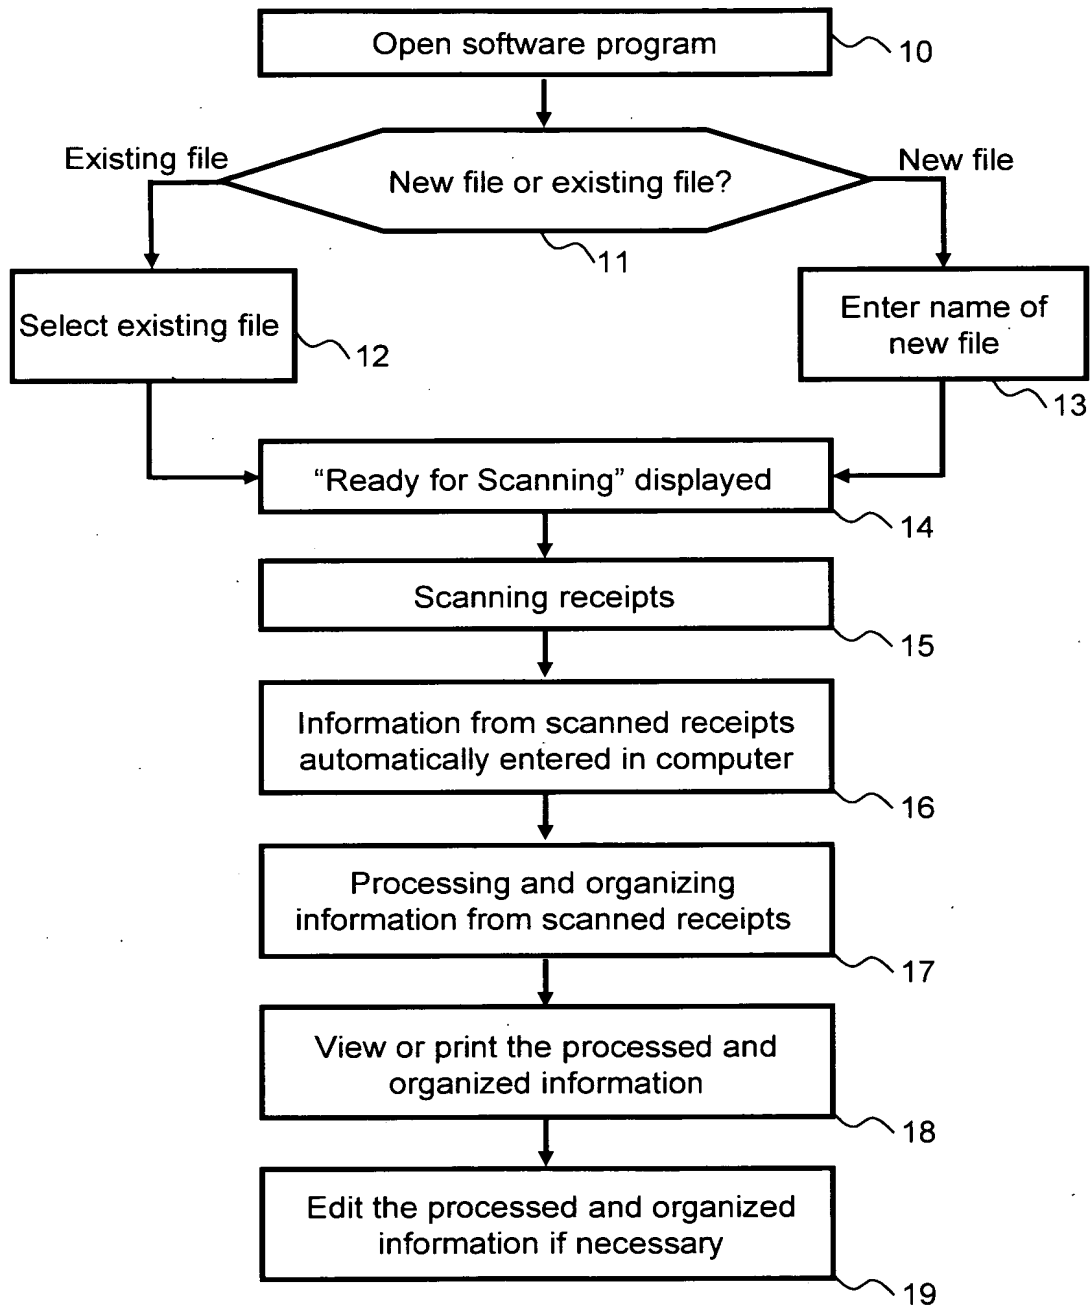 Open software program
10
Existing file
New file
New file or existing file?
11
Select existing file
12
Enter name of
new file
13
“Ready for Scanning” displayed
14
Scanning receipts
15
Information from scanned receipts
automatically entered in computer
16
Processing and organizing
information from scanned receipts
17
View or print the processed and
organized information
18
Edit the processed and organized
information if necessary
19